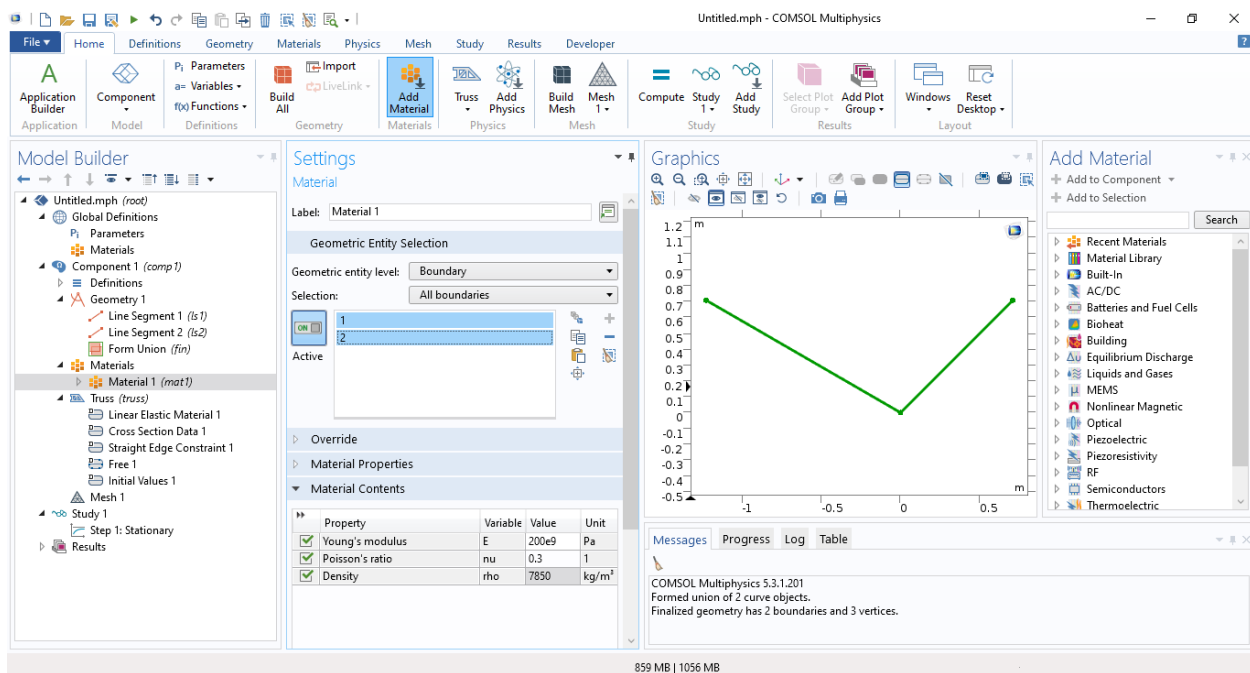 Untitled.mph - COMSOL Multiphysics
File Home Definitions Geometry Materials Physics Mesh Study Results Developer
?
Application Builder
Component
Pi Parameters
a= Variables
f(x) Functions
Build All
Import
LiveLink
Add Material
Truss
Add Physics
Build Mesh
Mesh 1
Compute
Study 1
Add Study
Select Plot Group
Add Plot Group
Windows
Reset Desktop
Application Model Definitions Geometry Materials Physics Mesh Study Results Layout
Model Builder
Untitled.mph (root)
Global Definitions
Pi Parameters
Materials
Component 1 (comp1)
Definitions
Geometry 1
Line Segment 1 (ls1)
Line Segment 2 (ls2)
Form Union (fin)
Materials
Material 1 (mat1)
Truss (truss)
Linear Elastic Material 1
Cross Section Data 1
Straight Edge Constraint 1
Free 1
Initial Values 1
Mesh 1
Study 1
Step 1: Stationary
Results
Settings
Material
Label: Material 1
Geometric Entity Selection
Geometric entity level: Boundary
Selection: All boundaries
ON
Active
1
2
Override
Material Properties
Material Contents
Property Variable Value Unit
Young's modulus E 200e9 Pa
Poisson's ratio nu 0.3 1
Density rho 7850 kg/m³
Graphics
m
1.2
1.1
1
0.9
0.8
0.7
0.6
0.5
0.4
0.3
0.2
0.1
0
-0.1
-0.2
-0.3
-0.4
-0.5
m
-1 -0.5 0 0.5
Messages Progress Log Table
COMSOL Multiphysics 5.3.1.201
Formed union of 2 curve objects.
Finalized geometry has 2 boundaries and 3 vertices.
Add Material
+ Add to Component
+ Add to Selection
Search
Recent Materials
Material Library
Built-In
AC/DC
Batteries and Fuel Cells
Bioheat
Building
Equilibrium Discharge
Liquids and Gases
MEMS
Nonlinear Magnetic
Optical
Piezoelectric
Piezoresistivity
RF
Semiconductors
Thermoelectric
859 MB | 1056 MB